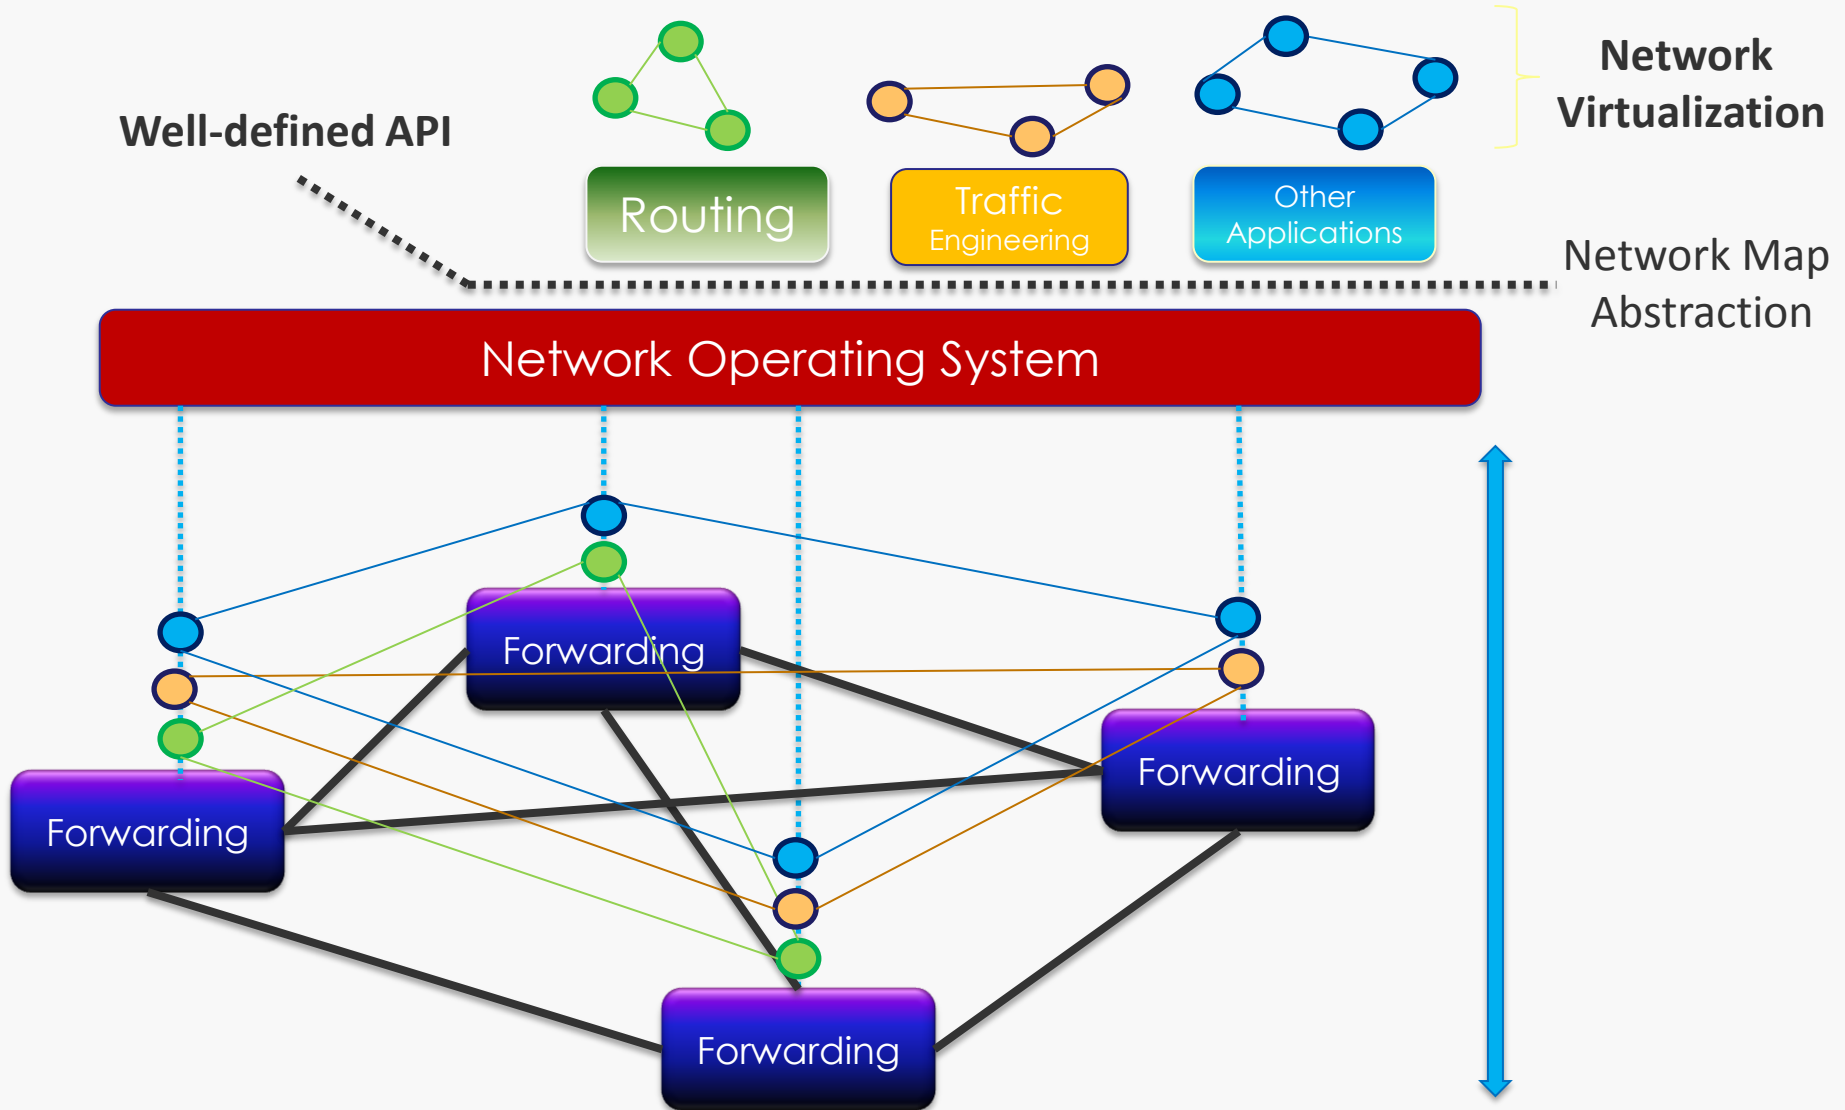 Network
Virtualization
Well-defined API
Routing
Traffic
Engineering
Other
Applications
Network Map
Abstraction
Network Operating System
Forwarding
Forwarding
Forwarding
Forwarding